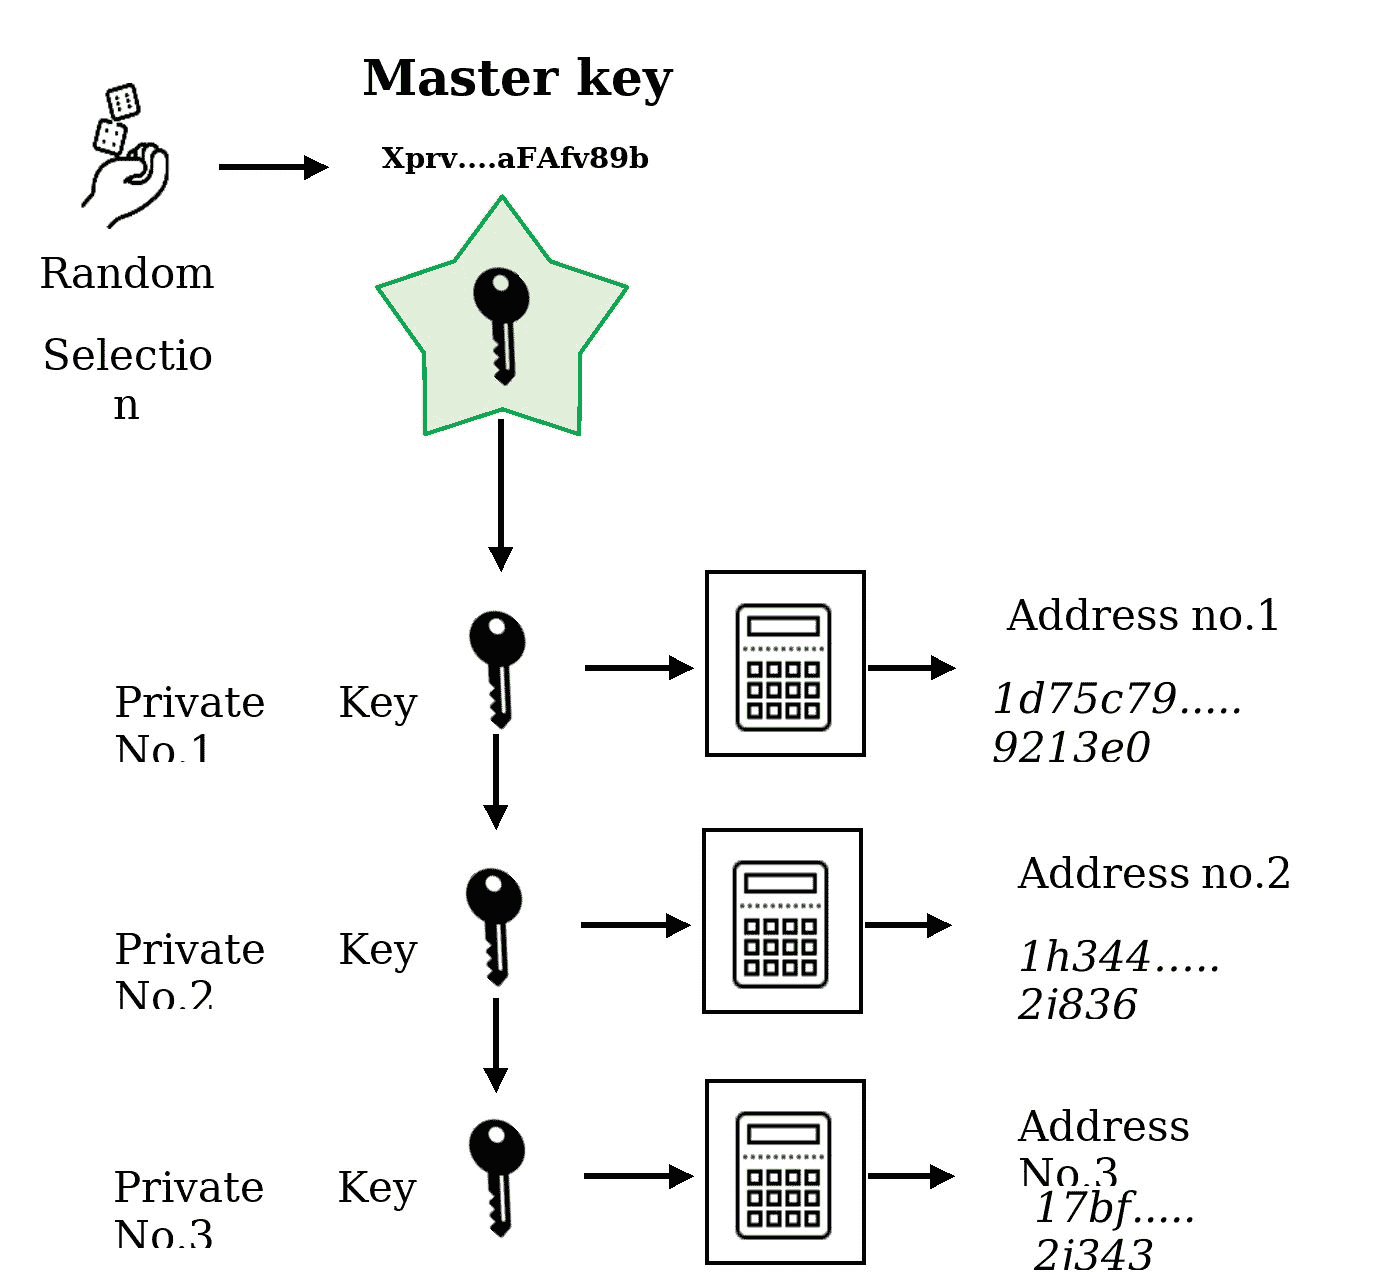 Master key
Xprv....aFAfv89b
Random
Selectio
n
Address no.1
Private Key
No.1
1d75c79.....
9213e0
Address no.2
Private Key
No.2
1h344.....
2i836
Address
No.3
Private Key
No.3
17bf.....
2j343